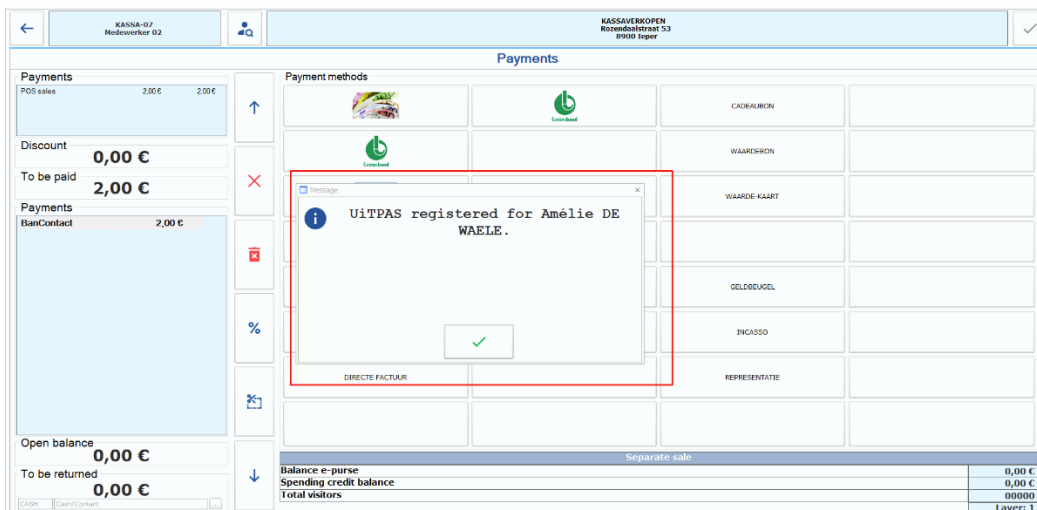 KASSA-07
Medewerker 02
KASSAVERKOPEN
Rozendaalstraat 53
8900 Ieper
Payments
Payments
POS sales 2,00 € 2,00 €
Discount
0,00 €
To be paid
2,00 €
Payments
BanContact 2,00 €
Open balance
0,00 €
To be returned
0,00 €
CASH Cash/Contant ...
%
Payment methods
Groenebond
CADEAUBON
Groenebond
WAARDEBON
WAARDE-KAART
GELDBEUGEL
INCASSO
DIRECTE FACTUUR
REPRESENTATIE
Message
UiTPAS registered for Amélie DE
WAELE.
Separate sale
Balance e-purse 0,00 €
Spending credit balance 0,00 €
Total visitors 00000
Layer: 1